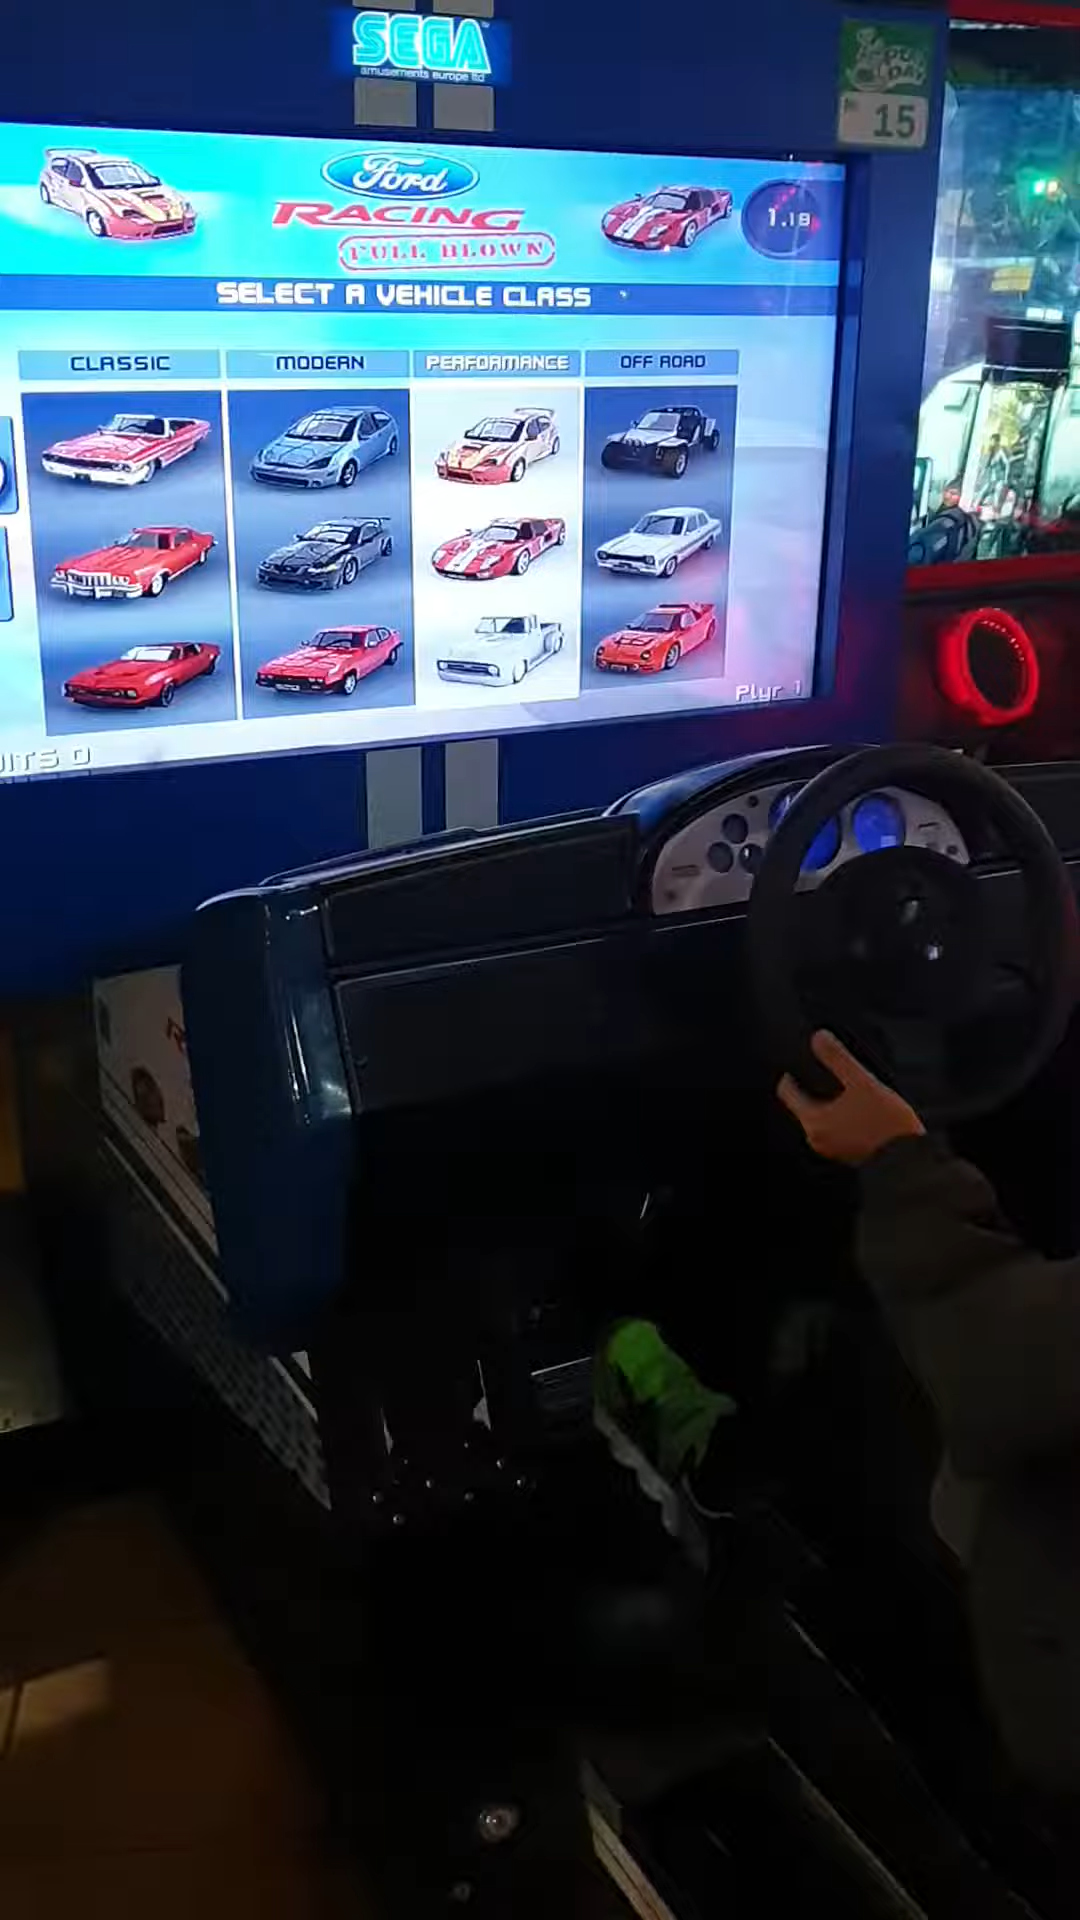 SEGA
amusements europe ltd
15
Ford
RACING
FULL BLOWN
1.18
SELECT A VEHICLE CLASS
CLASSIC
MODERN
PERFORMANCE
OFF ROAD
Plyr 1
ITS 0